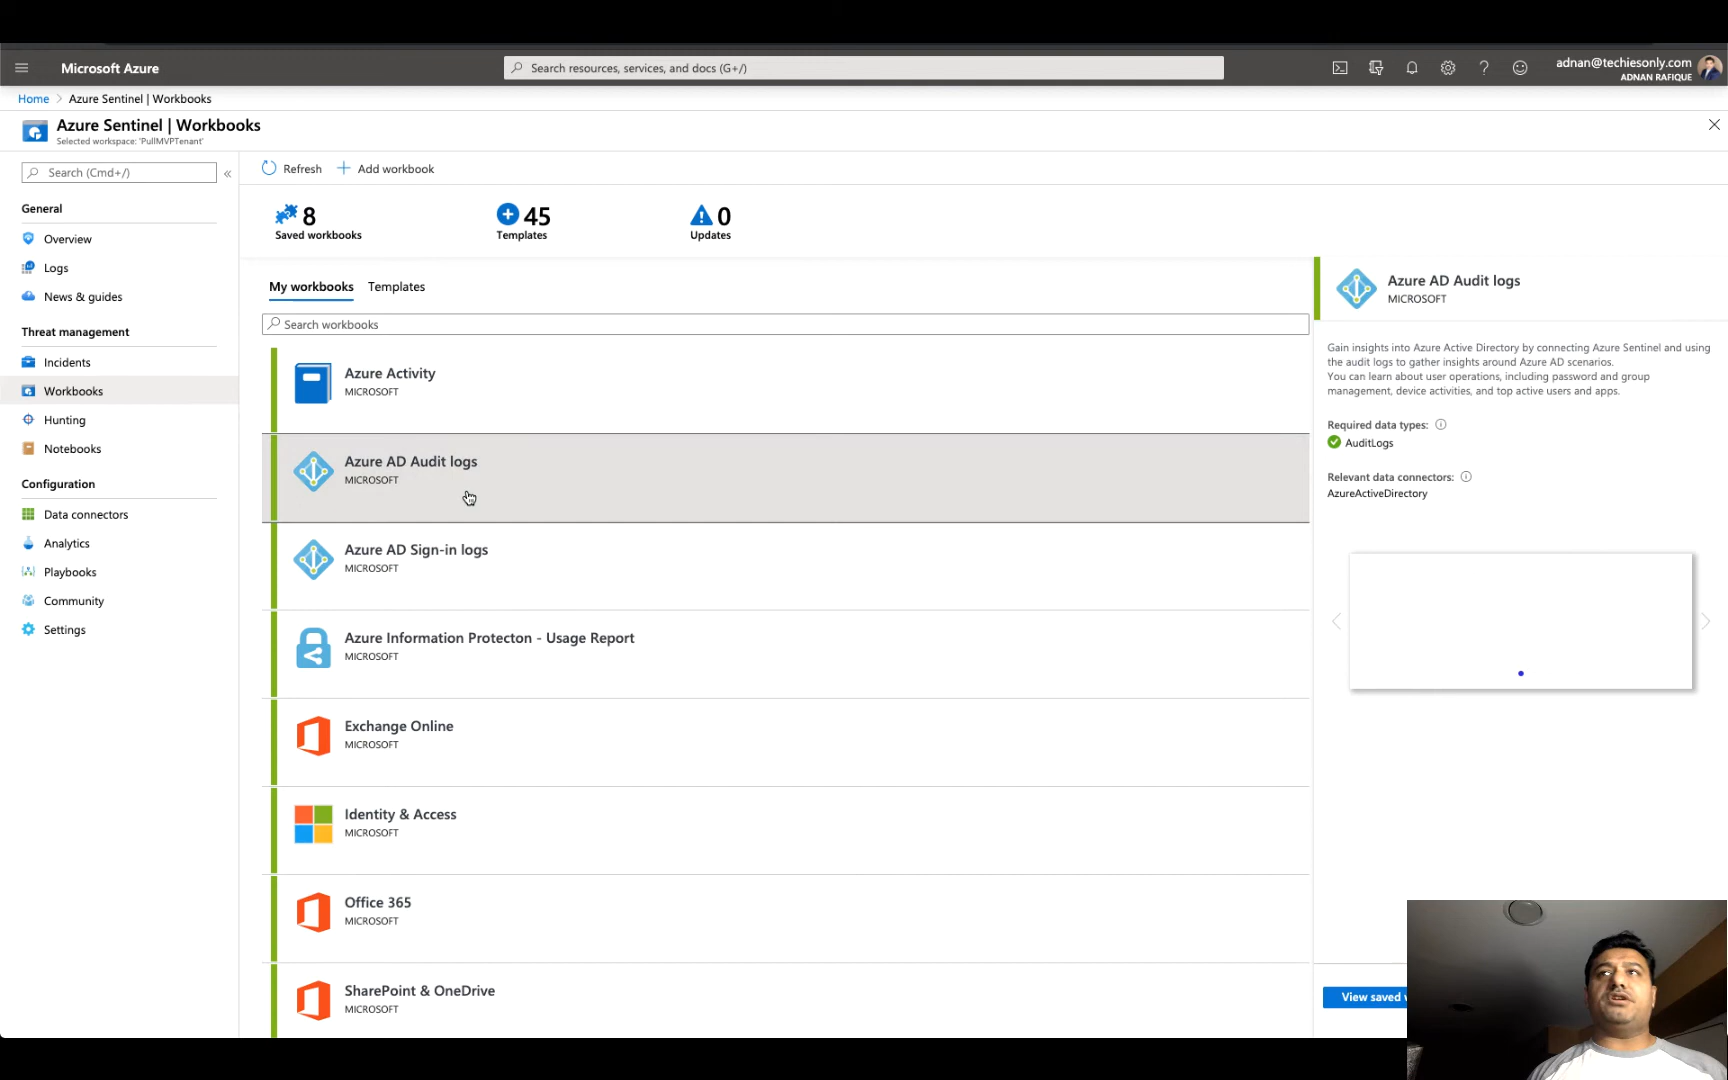 Microsoft Azure
Search resources, services, and docs (G+/)
adnan@techiesonly.com
ADNAN RAFIQUE
Home > Azure Sentinel | Workbooks
Azure Sentinel | Workbooks
Selected workspace: 'PullMVPTenant'
Search (Cmd+/)
«
Refresh
Add workbook
General
Overview
Logs
News & guides
Threat management
Incidents
Workbooks
Hunting
Notebooks
Configuration
Data connectors
Analytics
Playbooks
Community
Settings
8
Saved workbooks
45
Templates
0
Updates
My workbooks
Templates
Search workbooks
Azure Activity
MICROSOFT
Azure AD Audit logs
MICROSOFT
Azure AD Sign-in logs
MICROSOFT
Azure Information Protecton - Usage Report
MICROSOFT
Exchange Online
MICROSOFT
Identity & Access
MICROSOFT
Office 365
MICROSOFT
SharePoint & OneDrive
MICROSOFT
Azure AD Audit logs
MICROSOFT
Gain insights into Azure Active Directory by connecting Azure Sentinel and using
the audit logs to gather insights around Azure AD scenarios.
You can learn about user operations, including password and group
management, device activities, and top active users and apps.
Required data types:
AuditLogs
Relevant data connectors:
AzureActiveDirectory
View saved